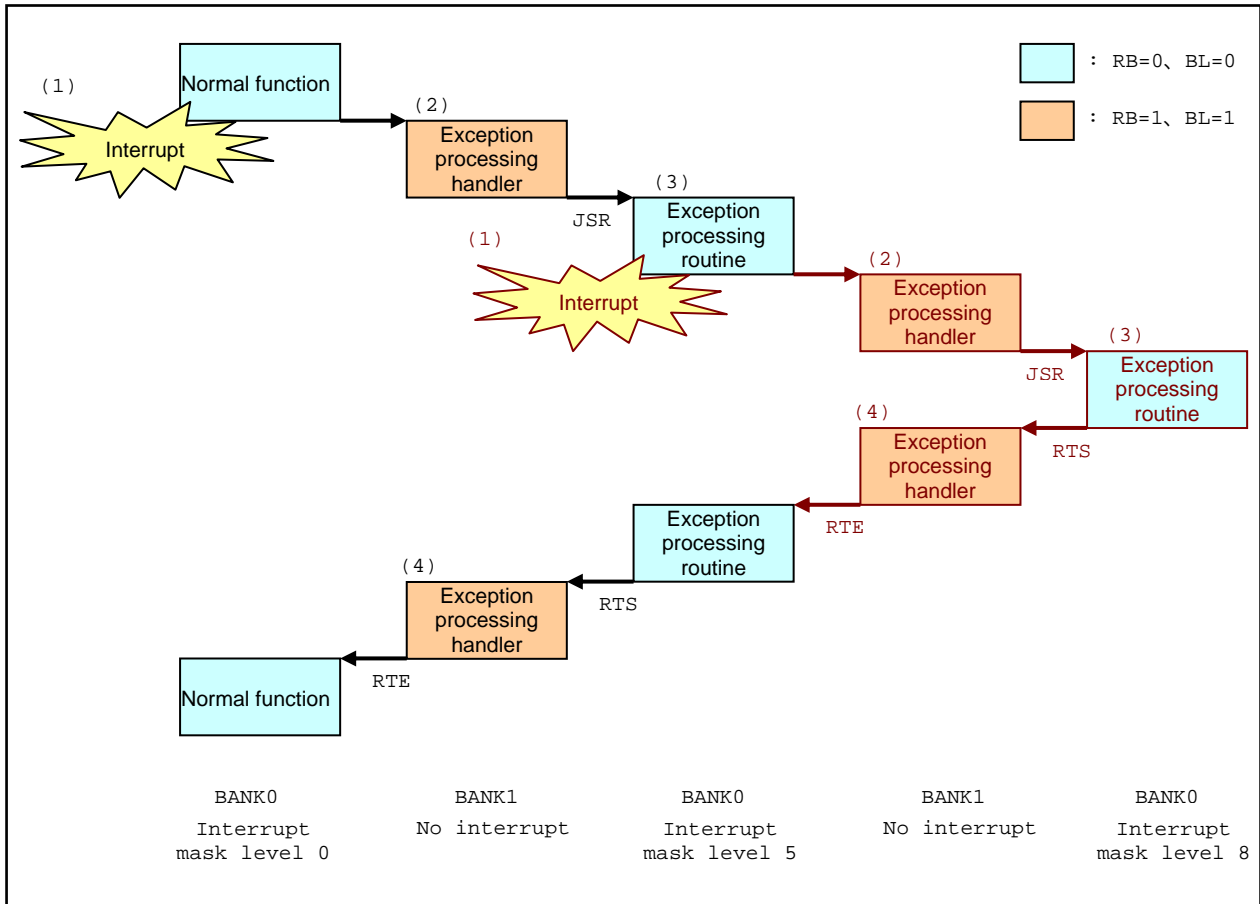 : RB=0、BL=0
(1)
Normal function
(2)
: RB=1、BL=1
Interrupt
Exception
processing
handler
JSR
(3)
Exception
processing
routine
(1)
Interrupt
(2)
Exception
processing
handler
JSR
(3)
Exception
processing
routine
(4)
RTS
Exception
processing
handler
RTE
Exception
processing
routine
(4)
RTS
Exception
processing
handler
RTE
Normal function
BANK0
BANK1
BANK0
BANK1
BANK0
Interrupt
mask level 0
No interrupt
Interrupt
mask level 5
No interrupt
Interrupt
mask level 8